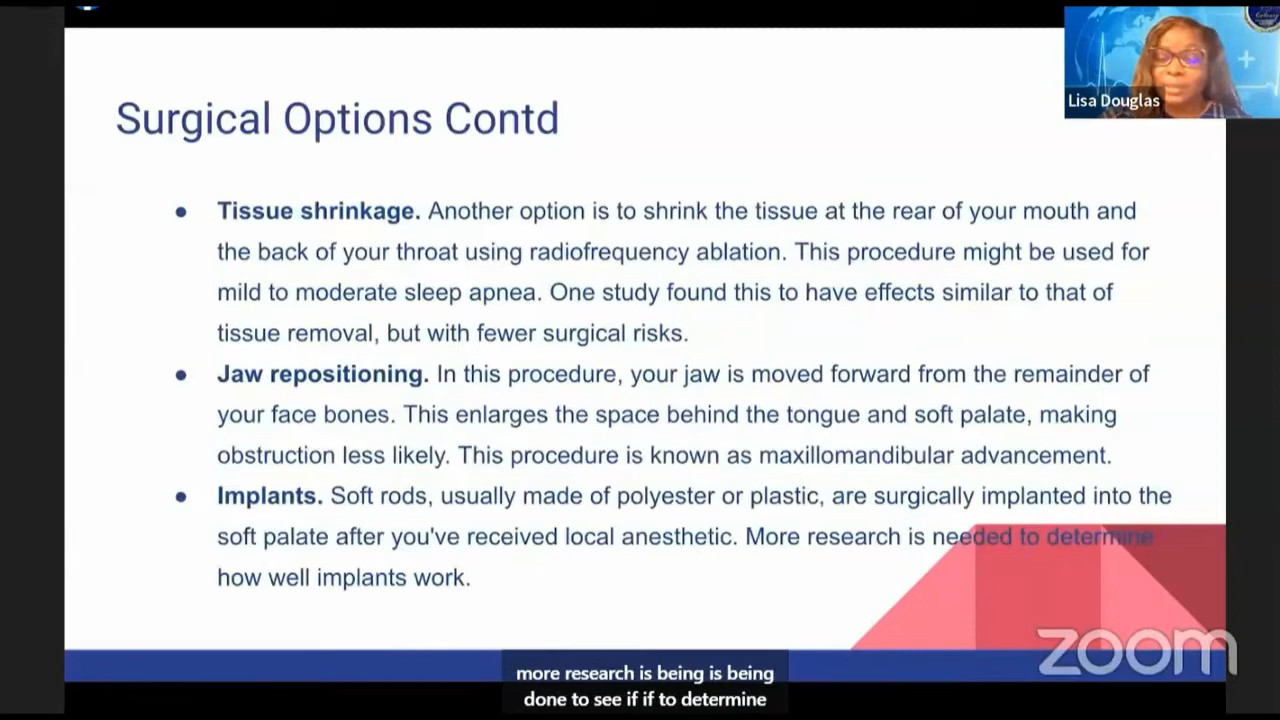 Surgical Options Contd
Lisa Douglas
● Tissue shrinkage. Another option is to shrink the tissue at the rear of your mouth and
the back of your throat using radiofrequency ablation. This procedure might be used for
mild to moderate sleep apnea. One study found this to have effects similar to that of
tissue removal, but with fewer surgical risks.
● Jaw repositioning. In this procedure, your jaw is moved forward from the remainder of
your face bones. This enlarges the space behind the tongue and soft palate, making
obstruction less likely. This procedure is known as maxillomandibular advancement.
● Implants. Soft rods, usually made of polyester or plastic, are surgically implanted into the
soft palate after you've received local anesthetic. More research is needed to determine
how well implants work.
zoom
more research is being is being
done to see if if to determine